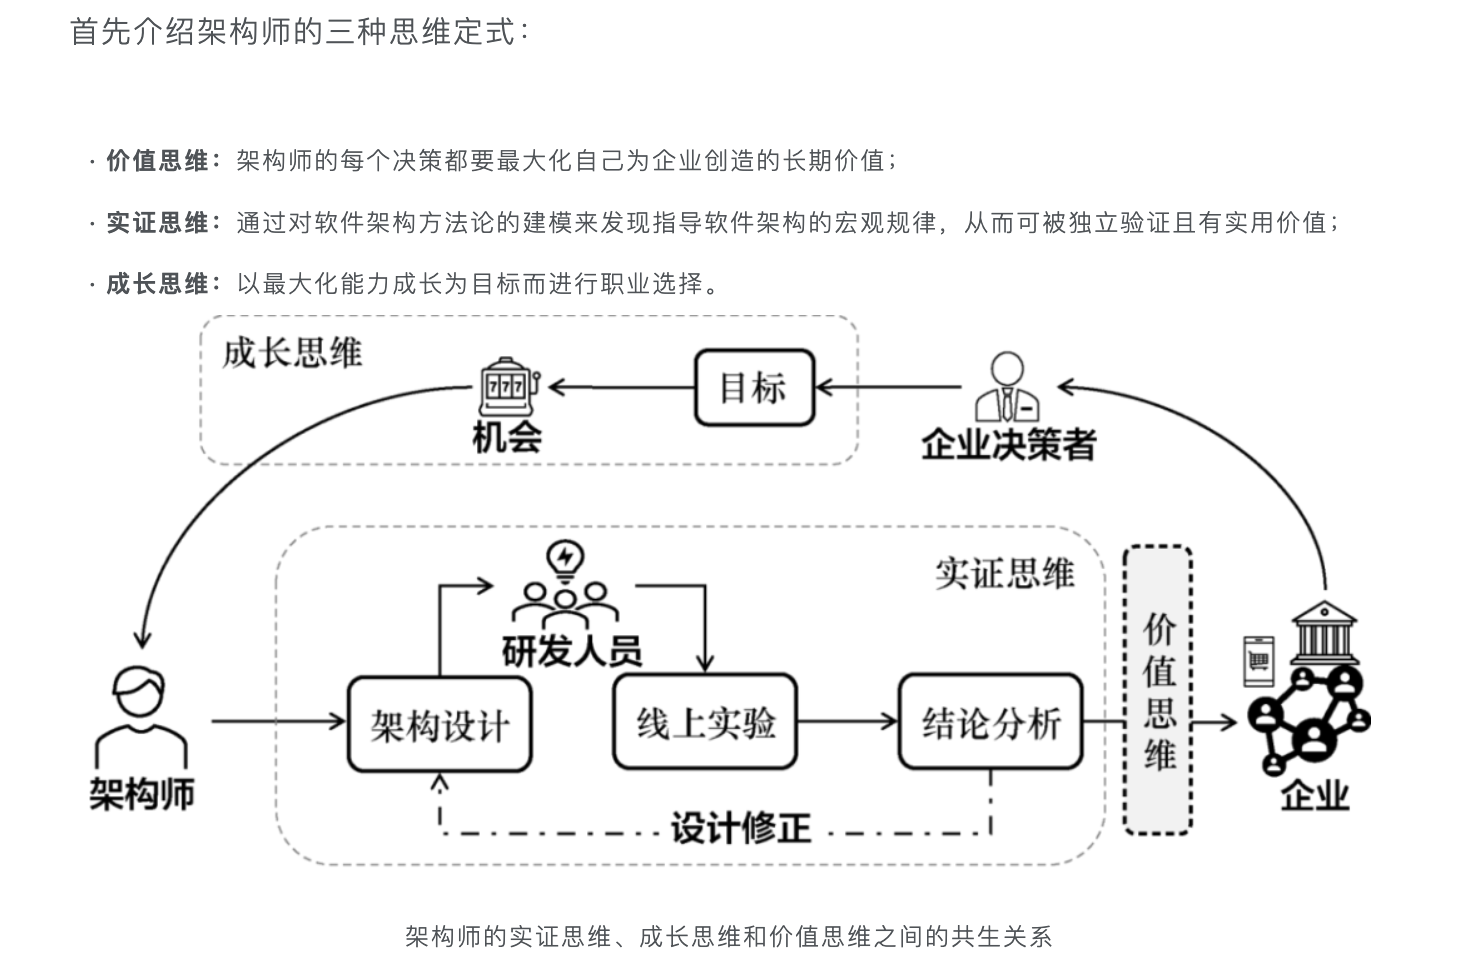 首先介绍架构师的三种思维定式：
· 价值思维：架构师的每个决策都要最大化自己为企业创造的长期价值；
· 实证思维：通过对软件架构方法论的建模来发现指导软件架构的宏观规律，从而可被独立验证且有实用价值；
· 成长思维：以最大化能力成长为目标而进行职业选择。
成长思维
777
目标
机会
企业决策者
实证思维
研发人员
价值思维
架构设计
线上实验
结论分析
架构师
企业
设计修正
架构师的实证思维、成长思维和价值思维之间的共生关系